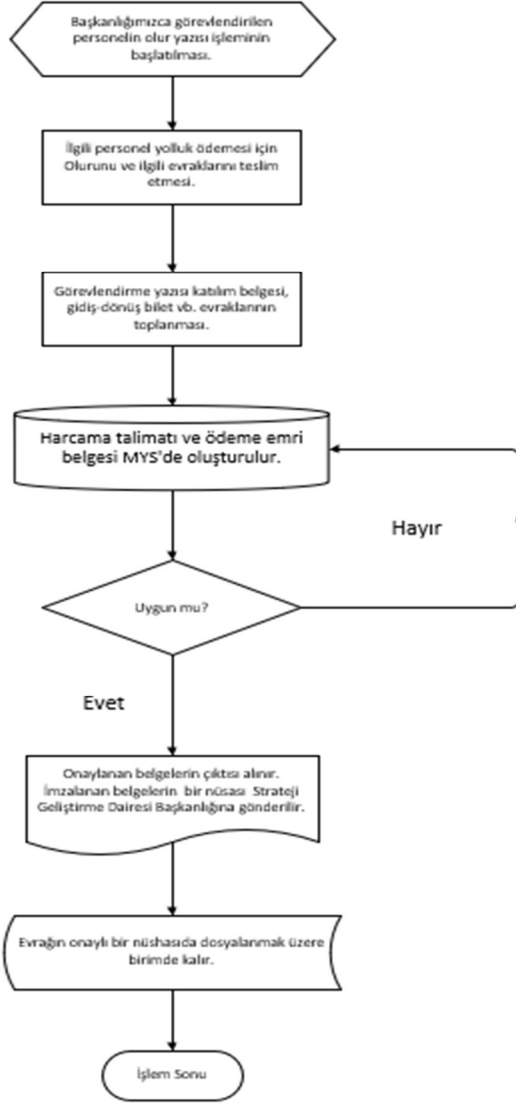 Başkanlığımızca görevlendirilen
personelin olur yazısı işleminin
başlatılması.
İlgili personel yolluk ödemesi için
Olurunu ve ilgili evraklarını teslim
etmesi.
Görevlendirme yazısı katılım belgesi,
gidiş-dönüş bilet vb. evraklarının
toplanması.
Harcama talimatı ve ödeme emri
belgesi MYS'de oluşturulur.
Hayır
Uygun mu?
Evet
Onaylanan belgelerin çıktısı alınır.
İmzalanan belgelerin bir nüsası Strateji
Geliştirme Dairesi Başkanlığına gönderilir.
Evrağın onaylı bir nüshasıda dosyalanmak üzere
birimde kalır.
İşlem Sonu